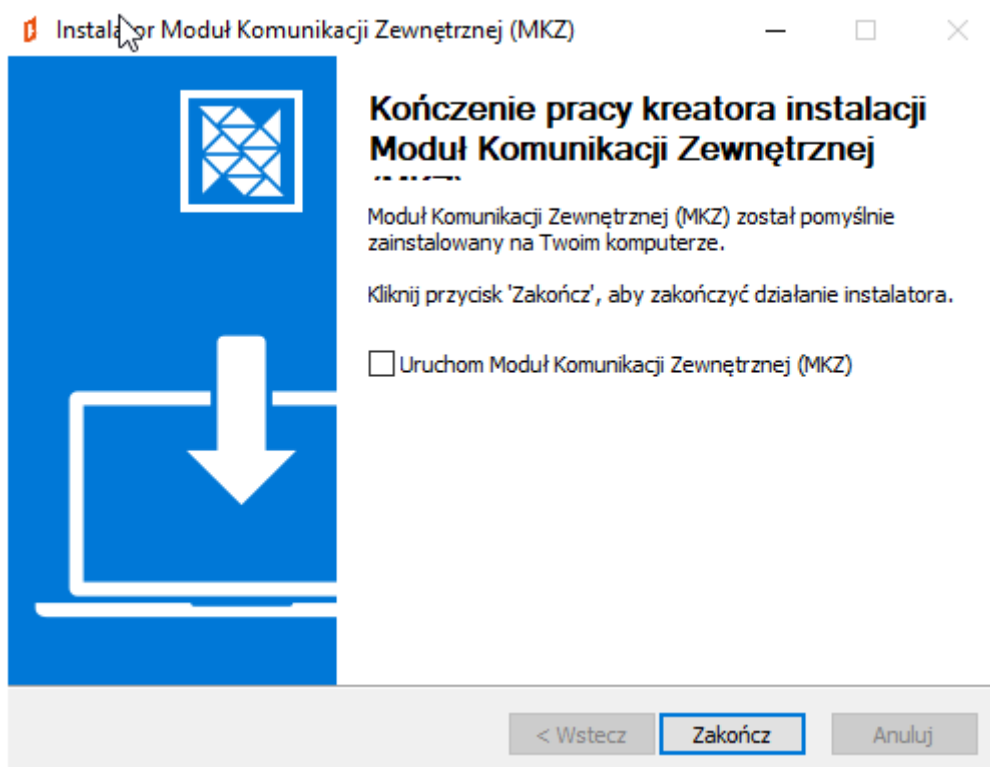 Instalator Moduł Komunikacji Zewnętrznej (MKZ)
Kończenie pracy kreatora instalacji
Moduł Komunikacji Zewnętrznej
Moduł Komunikacji Zewnętrznej (MKZ) został pomyślnie
zainstalowany na Twoim komputerze.
Kliknij przycisk 'Zakończ', aby zakończyć działanie instalatora.
Uruchom Moduł Komunikacji Zewnętrznej (MKZ)
< Wstecz
Zakończ
Anuluj